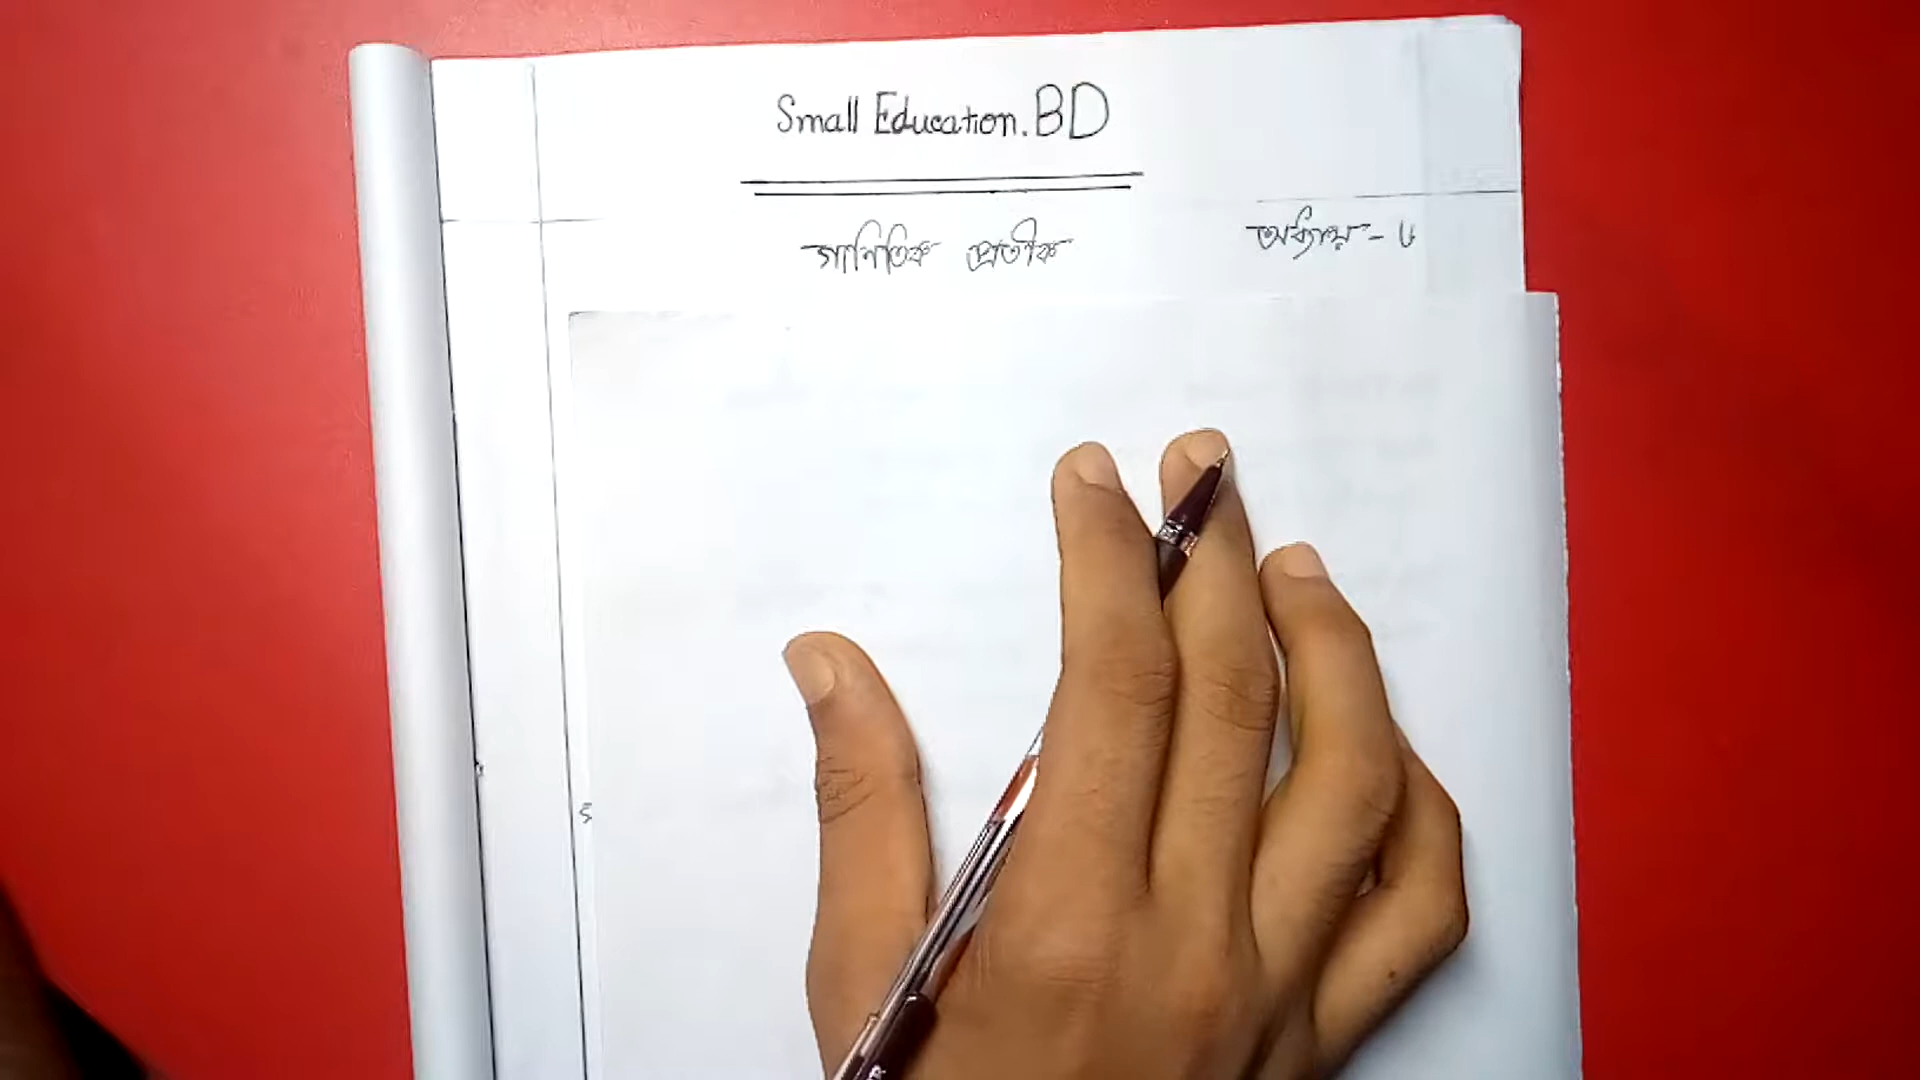 Small Education.BD
গানিতিক প্রতীক
অধ্যায় - ৬